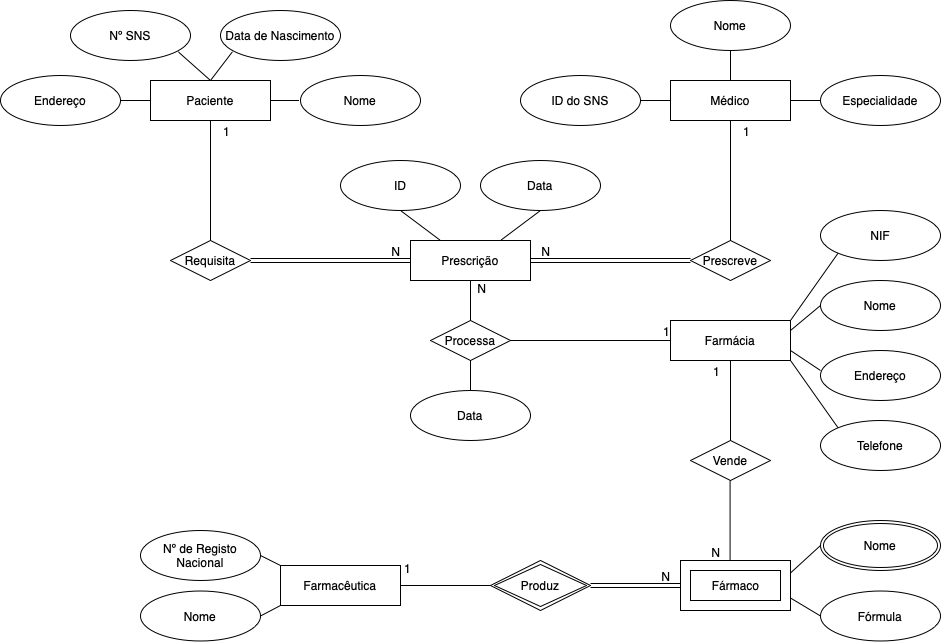 Nome
Nº SNS
Data de Nascimento
Endereço
Paciente
Nome
ID do SNS
Médico
Especialidade
1
1
ID
Data
NIF
N
N
Requisita
Prescrição
Prescreve
N
Nome
1
Processa
Farmácia
1
Endereço
Data
Telefone
Vende
N
Nº de Registo
Nacional
Nome
1
N
Farmacêutica
Produz
Fármaco
Nome
Fórmula